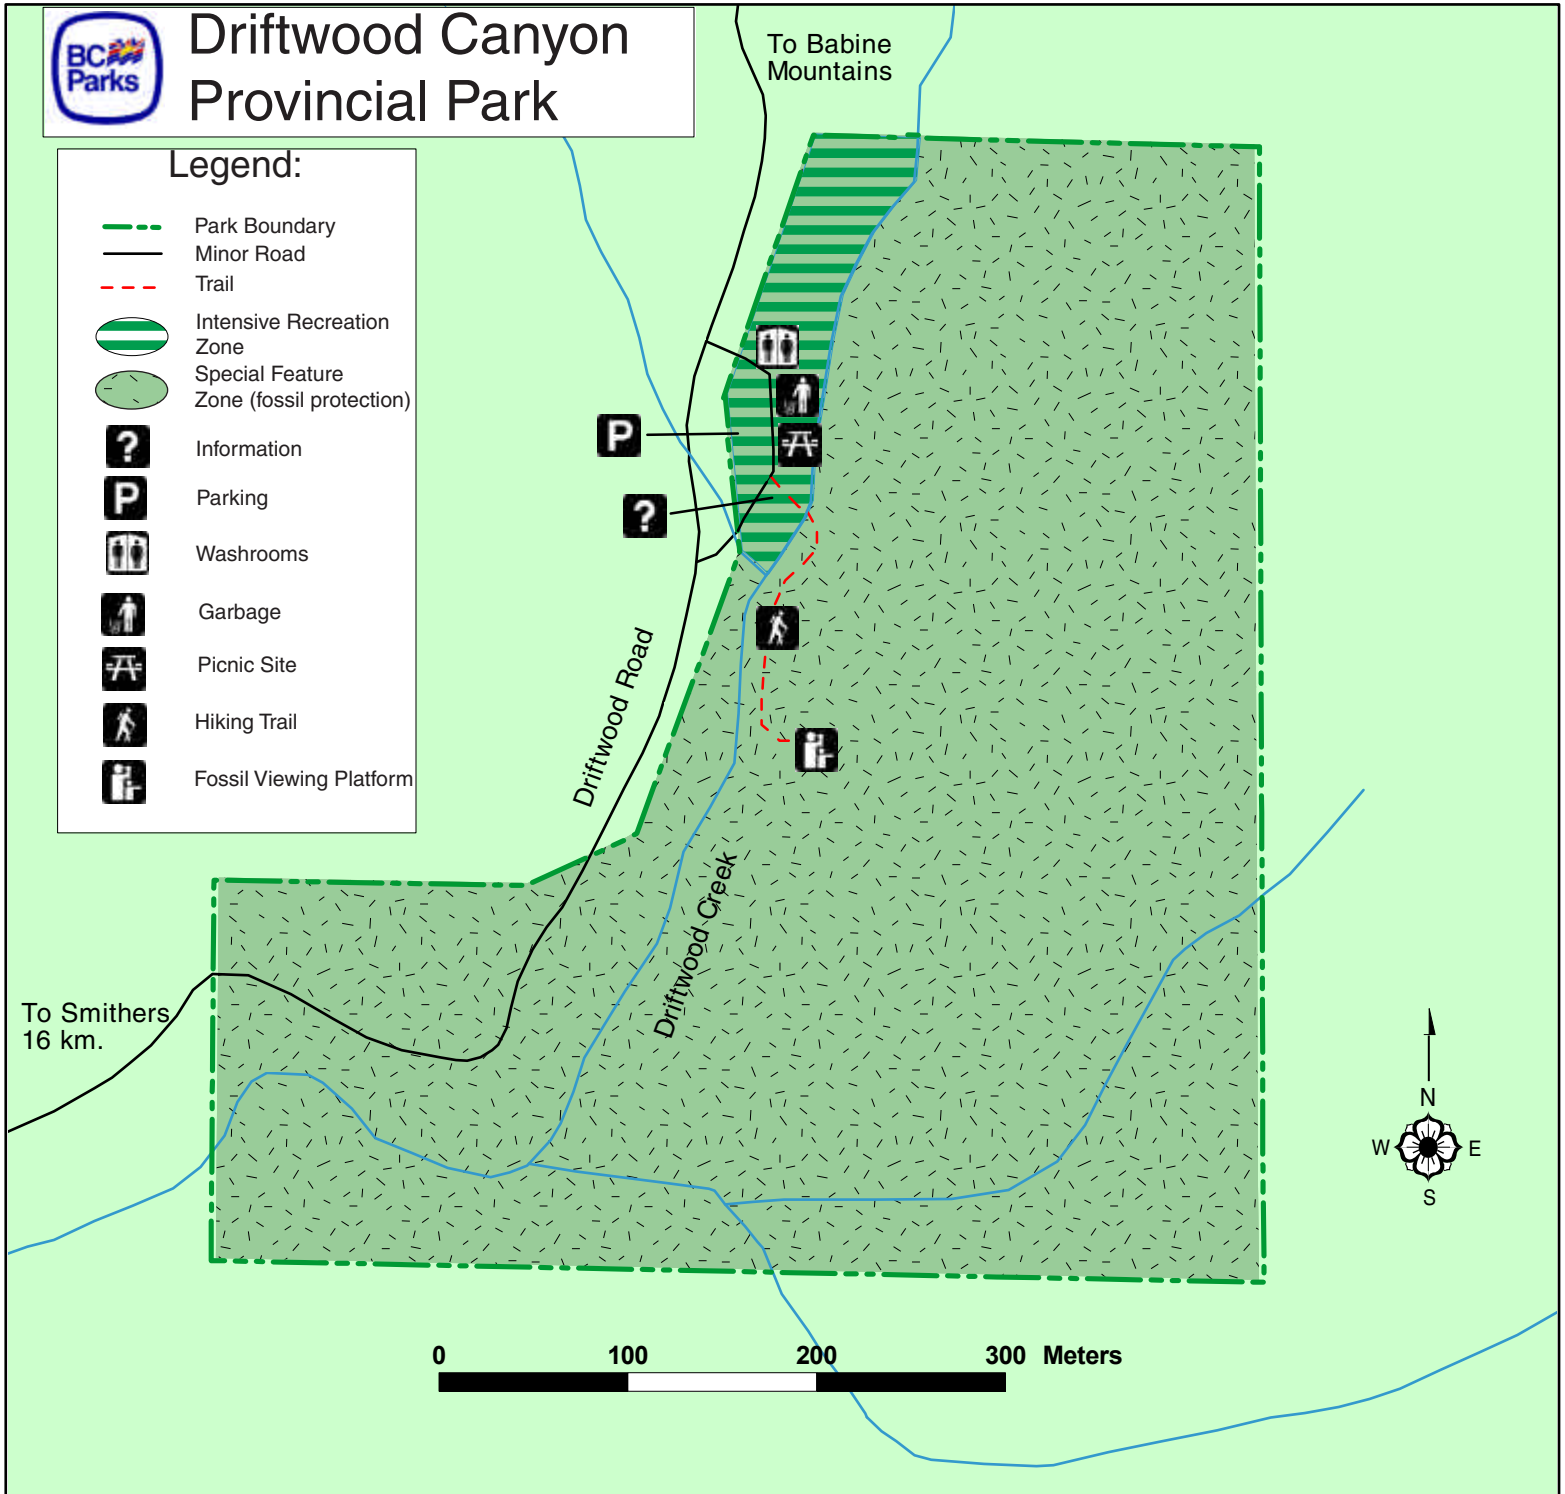 BC
Parks
Driftwood Canyon
Provincial Park
To Babine
Mountains
Legend:
Park Boundary
Minor Road
Trail
Intensive Recreation
Zone
Special Feature
Zone (fossil protection)
? Information
P Parking
Washrooms
Garbage
Picnic Site
Hiking Trail
Fossil Viewing Platform
P
?
Driftwood Road
Driftwood Creek
To Smithers
16 km.
N
W E
S
0 100 200 300 Meters